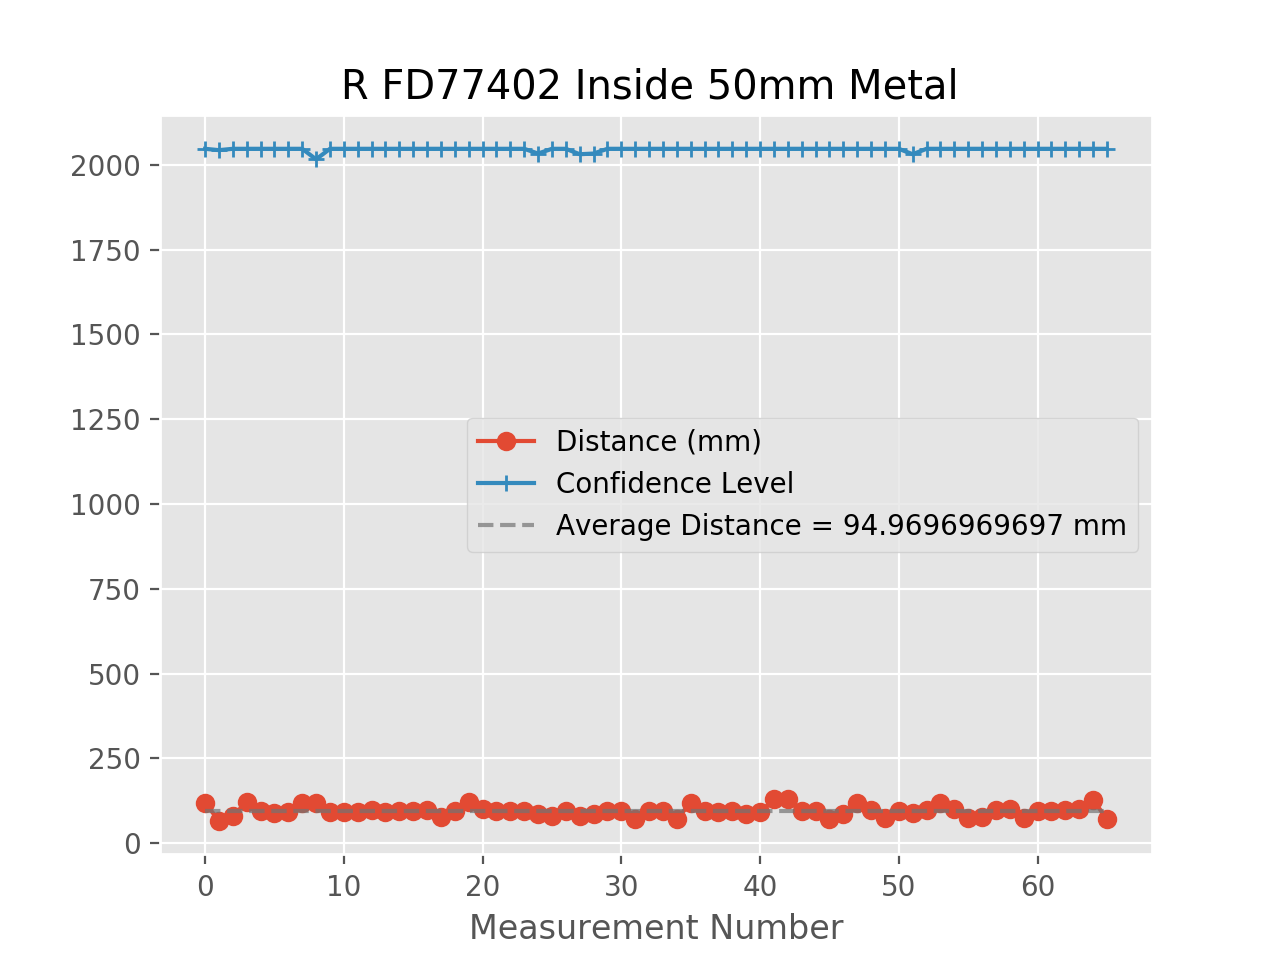 R FD77402 Inside 50mm Metal
2000
1750
1500
1250
1000
750
500
250
0
Distance (mm)
Confidence Level
Average Distance = 94.9696969697 mm
0 10 20 30 40 50 60
Measurement Number